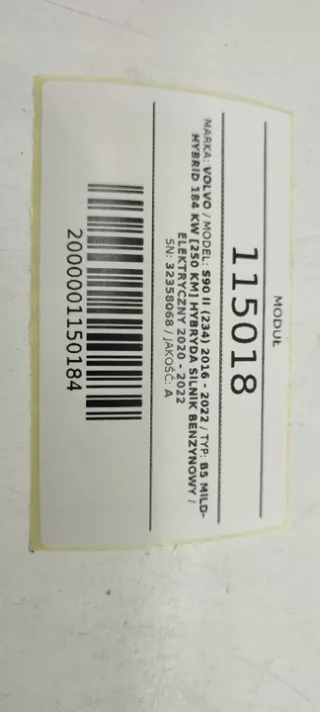 MODUŁ
115018
MARKA: VOLVO / MODEL: S90 II (234) 2016 - 2022 / TYP: B5 MILD-
HYBRID 184 KW [250 KM] HYBRYDA SILNIK BENZYNOWY /
ELEKTRYCZNY 2020 - 2022
SN: 32358068 / JAKOŚĆ: A
2000001150184